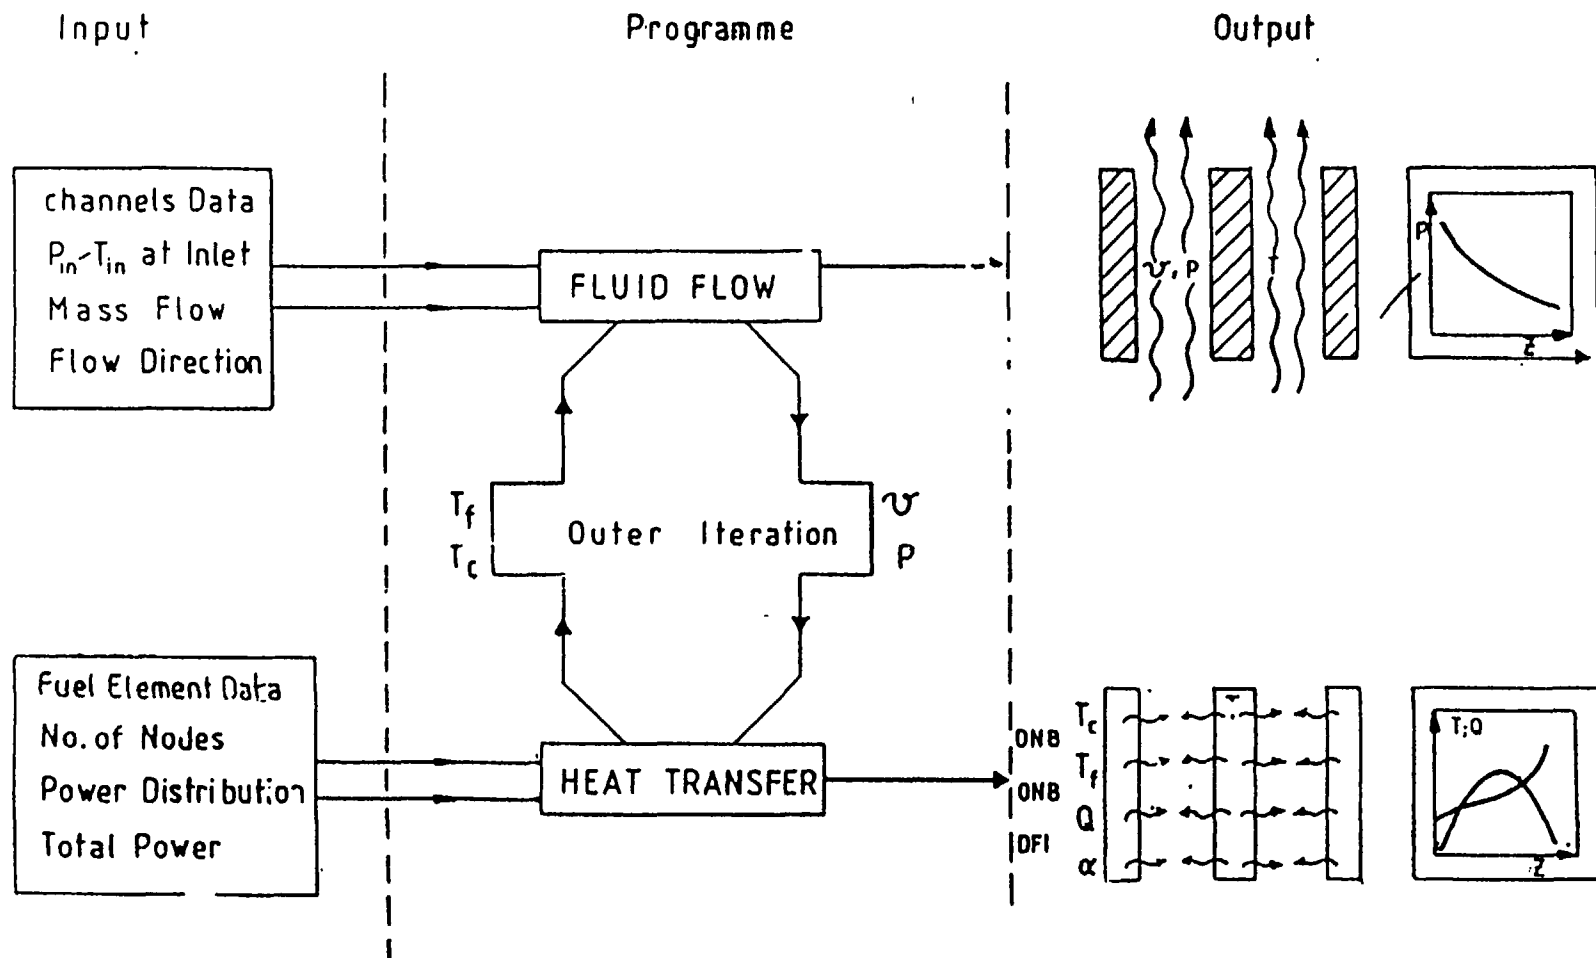 Input
Programme
Output
channels Data
Pin-Tin at Inlet
Mass Flow
Flow Direction
FLUID FLOW
Tf
Tc
Outer Iteration
v
P
Fuel Element Data
No. of Nodes
Power Distribution
Total Power
HEAT TRANSFER
v, P
P
Z
DNB
ONB
DFI
Tc
Tf
Q
α
T;Q
Z